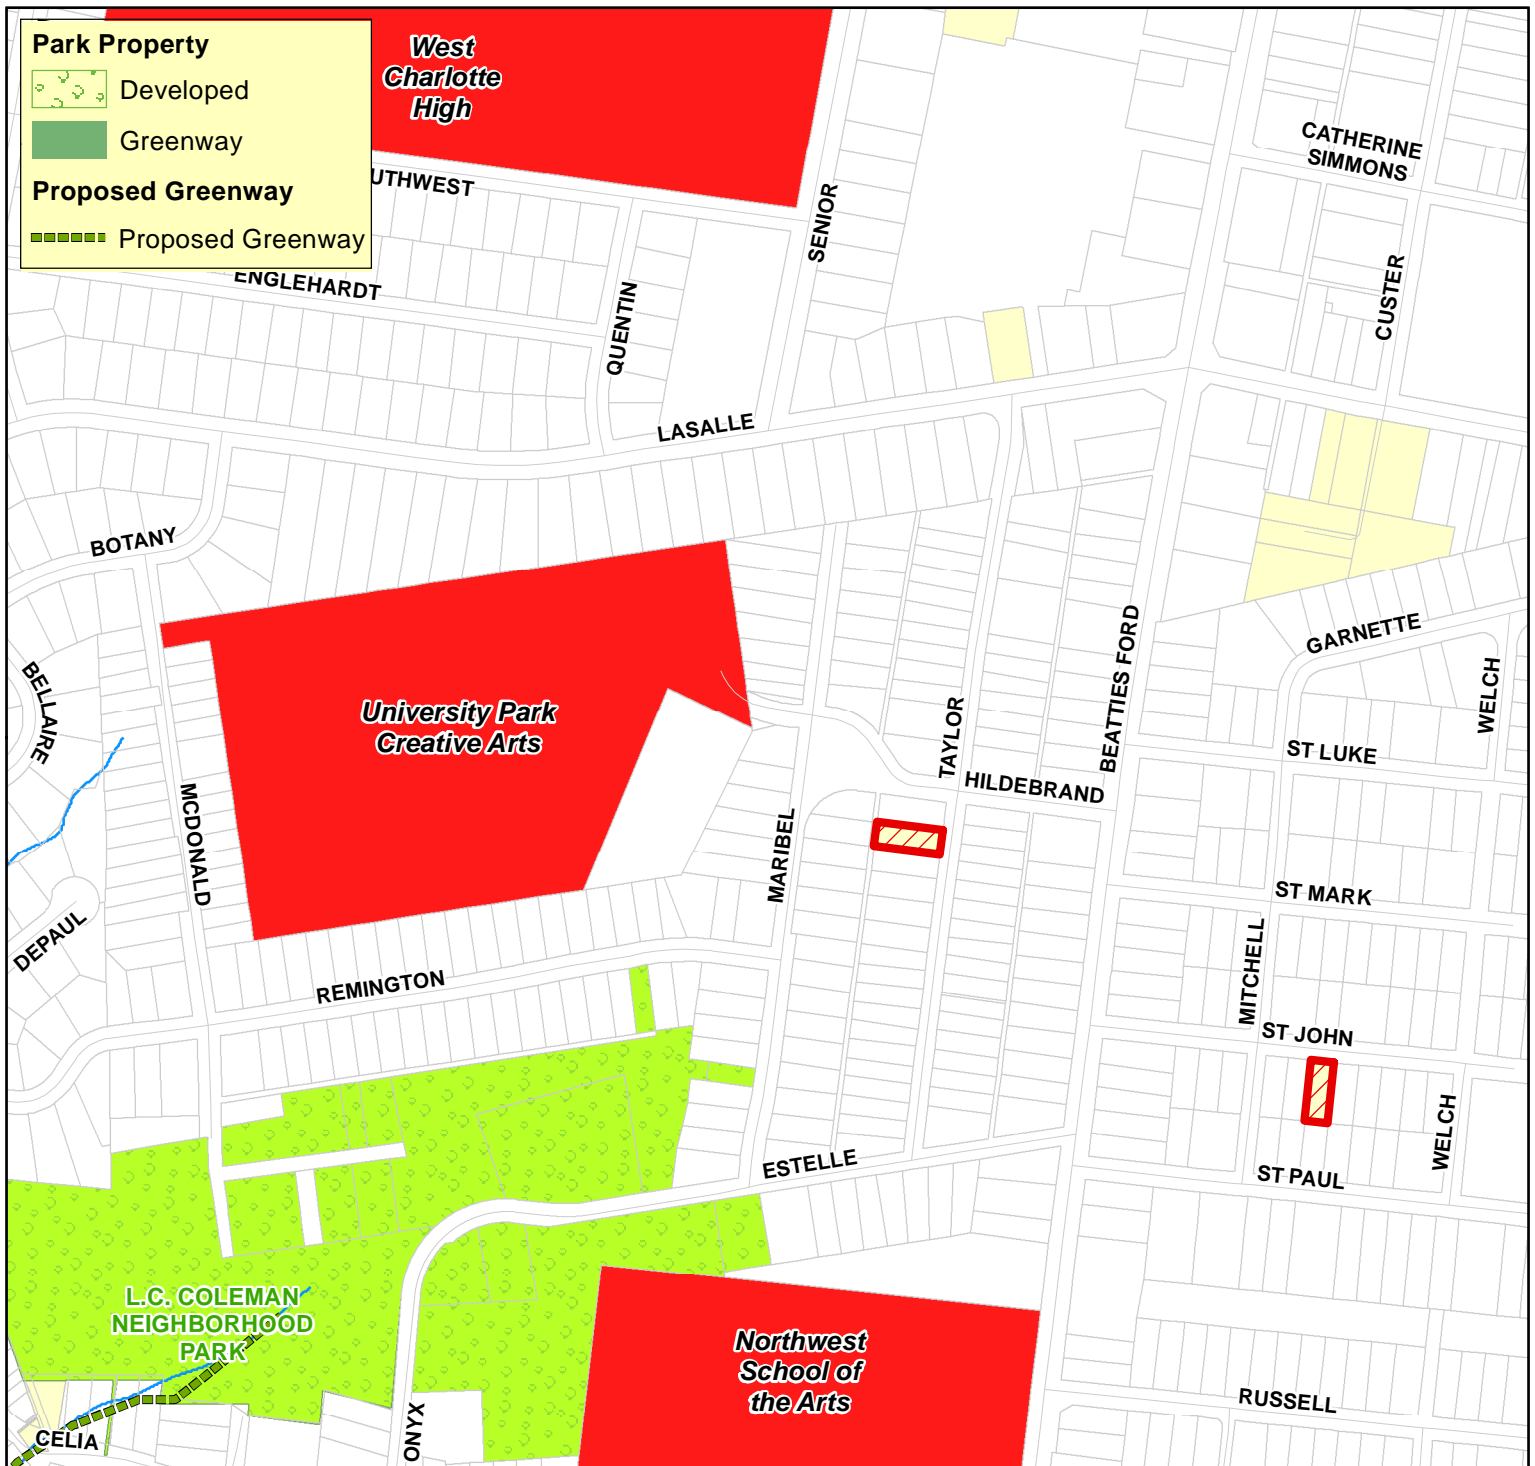 Park Property
Developed
Greenway
Proposed Greenway
Proposed Greenway
West
Charlotte
High
UTHWEST
ENGLEHARDT
QUENTIN
SENIOR
CATHERINE
SIMMONS
CUSTER
LASALLE
BOTANY
BELLAIRE
University Park
Creative Arts
MCDONALD
DEPAUL
REMINGTON
MARIBEL
TAYLOR
HILDEBRAND
BEATTIES FORD
GARNETTE
WELCH
ST LUKE
ST MARK
MITCHELL
ST JOHN
WELCH
ST PAUL
ESTELLE
L.C. COLEMAN
NEIGHBORHOOD
PARK
Northwest
School of
the Arts
RUSSELL
ONYX
CELIA